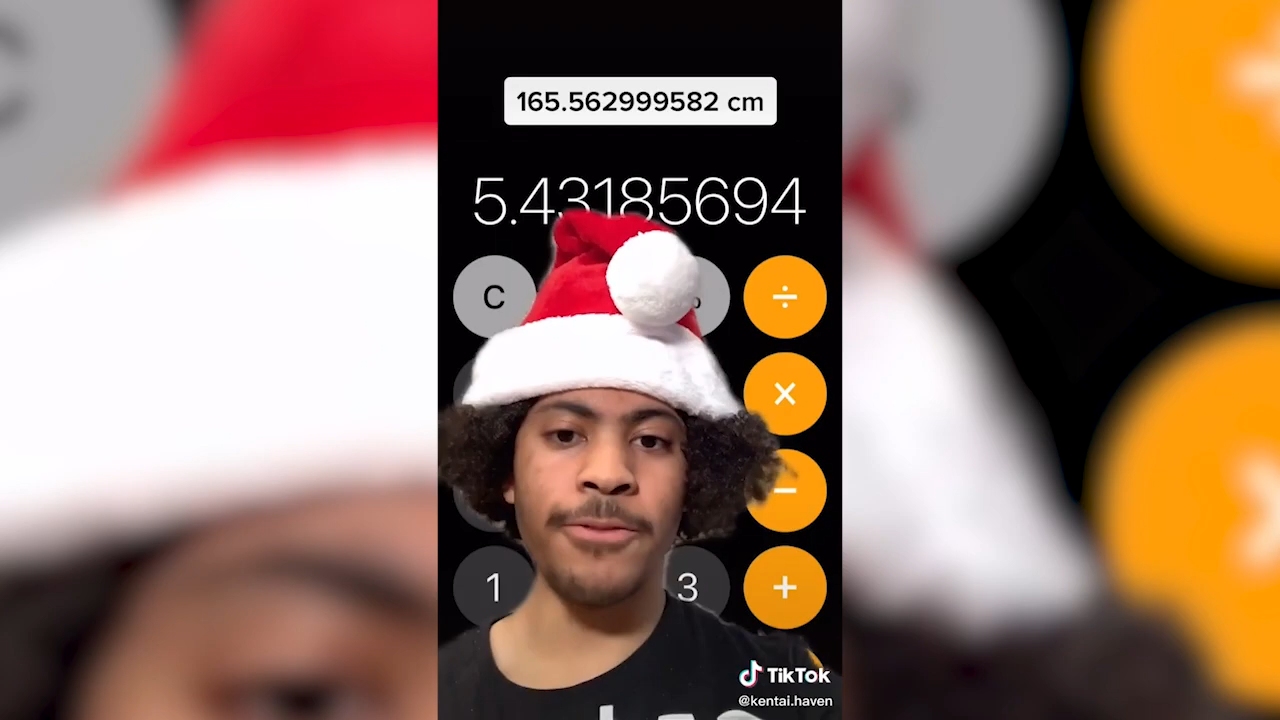 165.562999582 cm
5.43185694
C
÷
×
−
1
3
+
TikTok
@kentai.haven